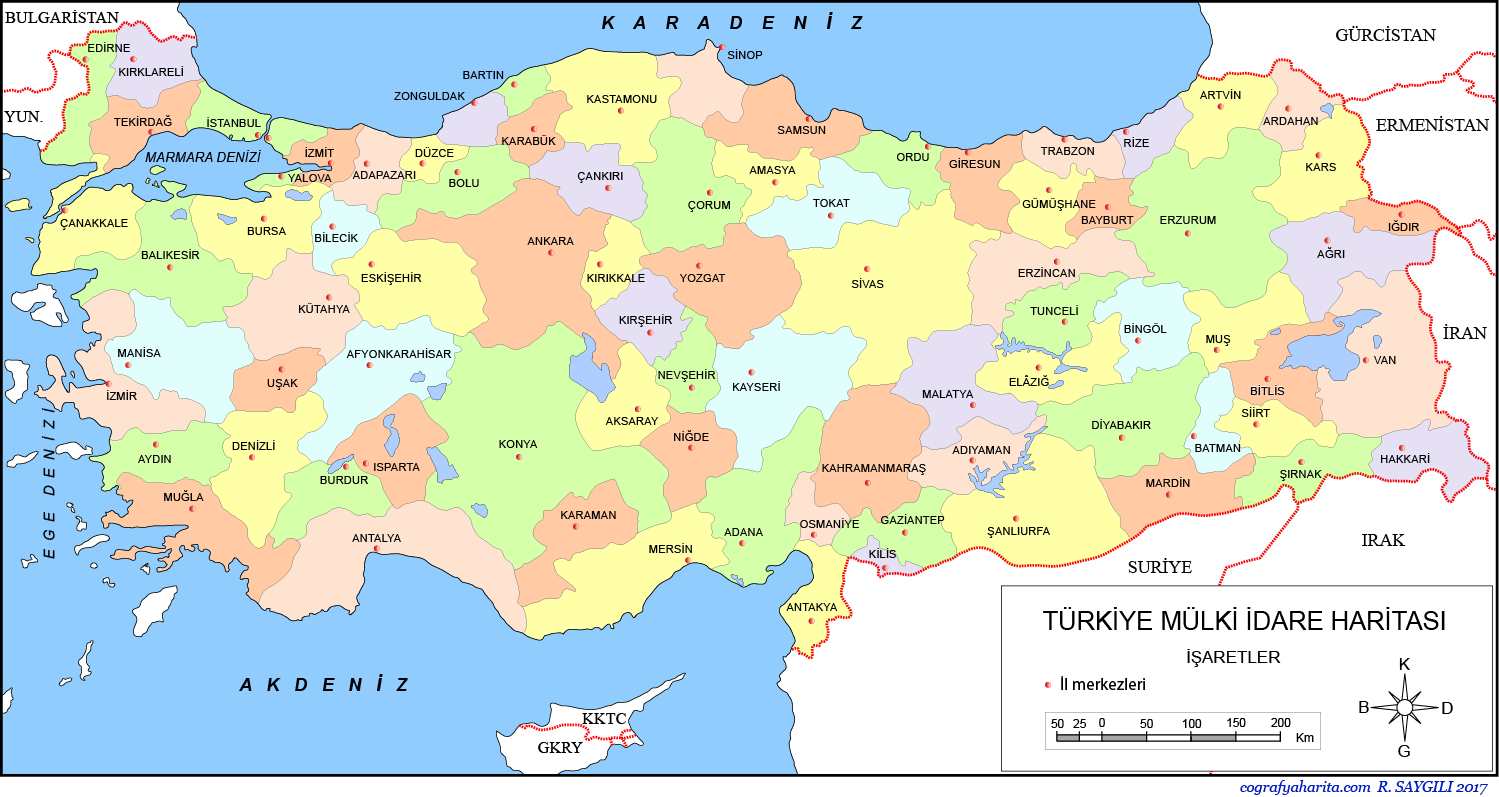 BULGARİSTAN
K A R A D E N İ Z
GÜRCİSTAN
EDİRNE
SİNOP
KIRKLARELİ
BARTIN
ZONGULDAK
KASTAMONU
ARTVİN
YUN.
TEKİRDAĞ
İSTANBUL
SAMSUN
ARDAHAN
ERMENİSTAN
KARABÜK
MARMARA DENİZİ
İZMİT
DÜZCE
ORDU
GİRESUN
TRABZON
RİZE
KARS
YALOVA
ADAPAZARI
BOLU
ÇANKIRI
AMASYA
ÇORUM
TOKAT
GÜMÜŞHANE
BAYBURT
ERZURUM
IĞDIR
ÇANAKKALE
BURSA
BİLECİK
ANKARA
AĞRI
BALIKESİR
ESKİŞEHİR
KIRIKKALE
YOZGAT
SİVAS
ERZİNCAN
KÜTAHYA
KIRŞEHİR
TUNCELİ
BİNGÖL
MUŞ
İRAN
MANİSA
AFYONKARAHİSAR
VAN
UŞAK
NEVŞEHİR
KAYSERİ
ELÂZIĞ
BİTLİS
İZMİR
MALATYA
SİİRT
AKSARAY
DİYABAKIR
EGE DENİZİ
AYDIN
DENİZLİ
KONYA
NİĞDE
ADIYAMAN
BATMAN
HAKKARİ
ISPARTA
BURDUR
KAHRAMANMARAŞ
ŞIRNAK
MUĞLA
MARDİN
KARAMAN
OSMANİYE
GAZİANTEP
ANTALYA
ADANA
ŞANLIURFA
IRAK
MERSİN
KİLİS
SURİYE
ANTAKYA
TÜRKİYE MÜLKİ İDARE HARİTASI
İŞARETLER
İl merkezleri
K
B
D
G
A K D E N İ Z
KKTC
GKRY
50 25 0 50 100 150 200
Km
cografyaharita.com R. SAYGILI 2017